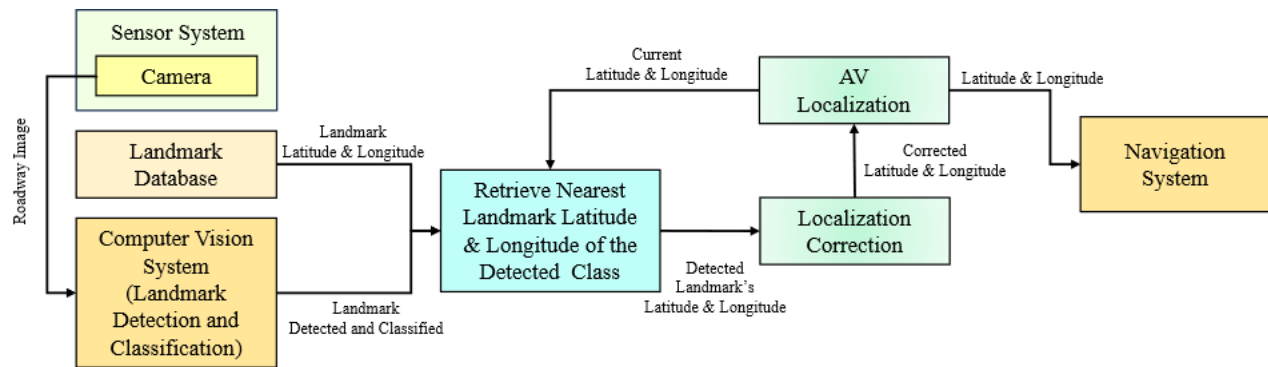 Sensor System
Camera
Roadway Image
Landmark
Database
Landmark
Latitude & Longitude
Computer Vision
System
(Landmark
Detection and
Classification)
Landmark
Detected and Classified
Retrieve Nearest
Landmark Latitude
& Longitude of the
Detected Class
Current
Latitude & Longitude
Detected
Landmark's
Latitude & Longitude
AV
Localization
Corrected
Latitude & Longitude
Localization
Correction
Latitude & Longitude
Navigation
System